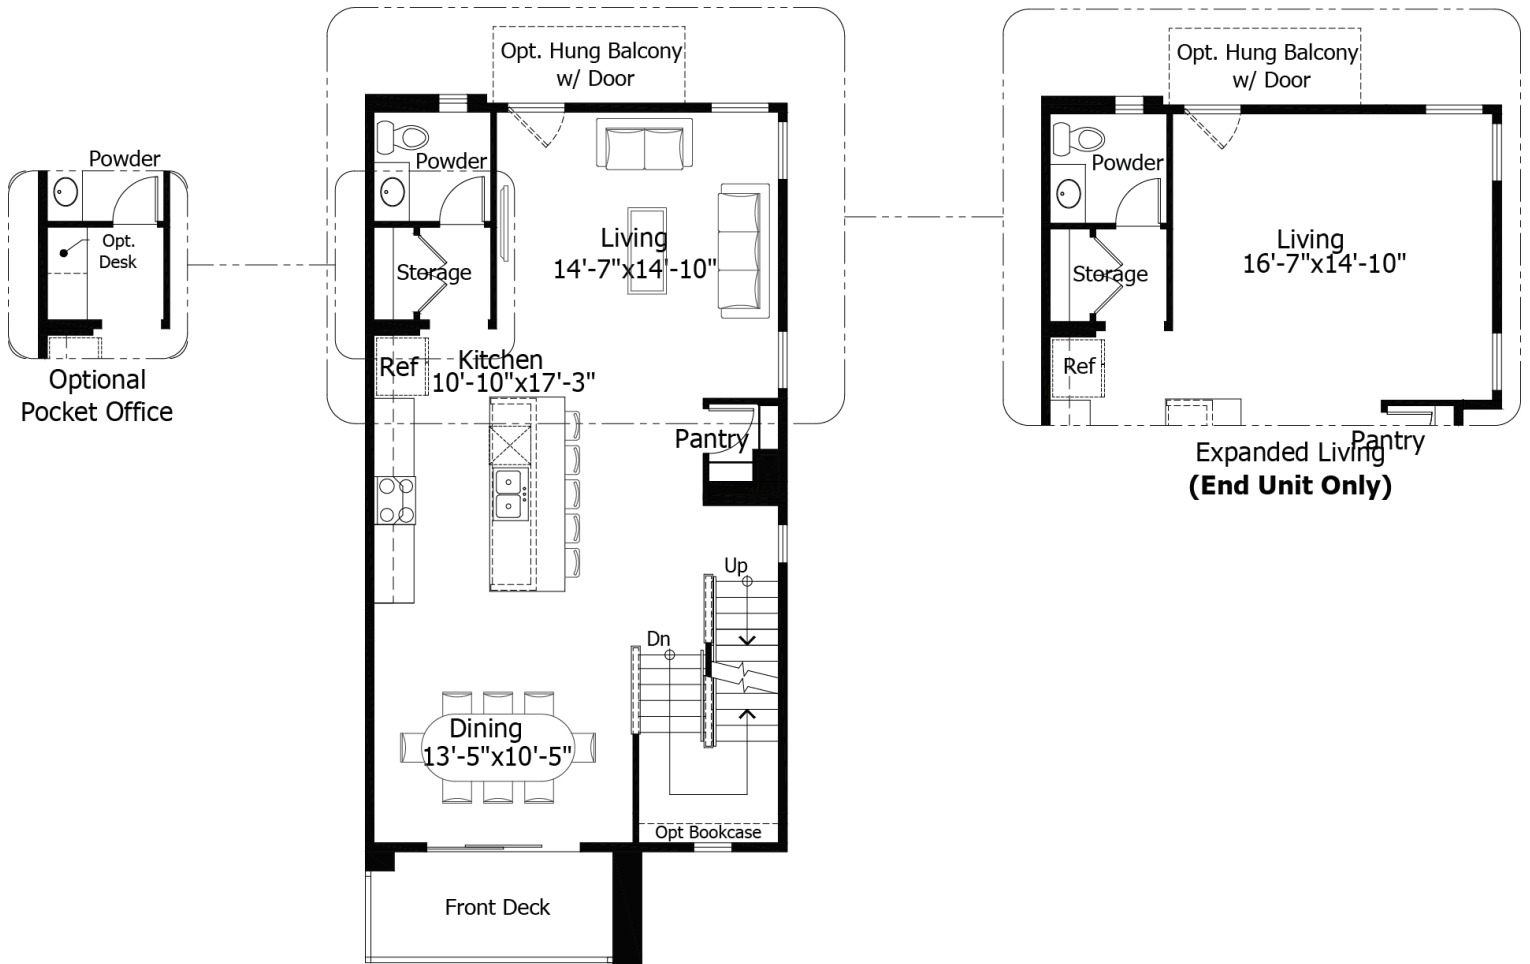 Powder
Opt.
Desk
Optional
Pocket Office
Opt. Hung Balcony
w/ Door
Powder
Living
14'-7"x14'-10"
Storage
Ref
Kitchen
10'-10"x17'-3"
Pantry
Up
Dn
Dining
13'-5"x10'-5"
Opt Bookcase
Front Deck
Opt. Hung Balcony
w/ Door
Powder
Living
16'-7"x14'-10"
Storage
Ref
Pantry
Expanded Living
(End Unit Only)